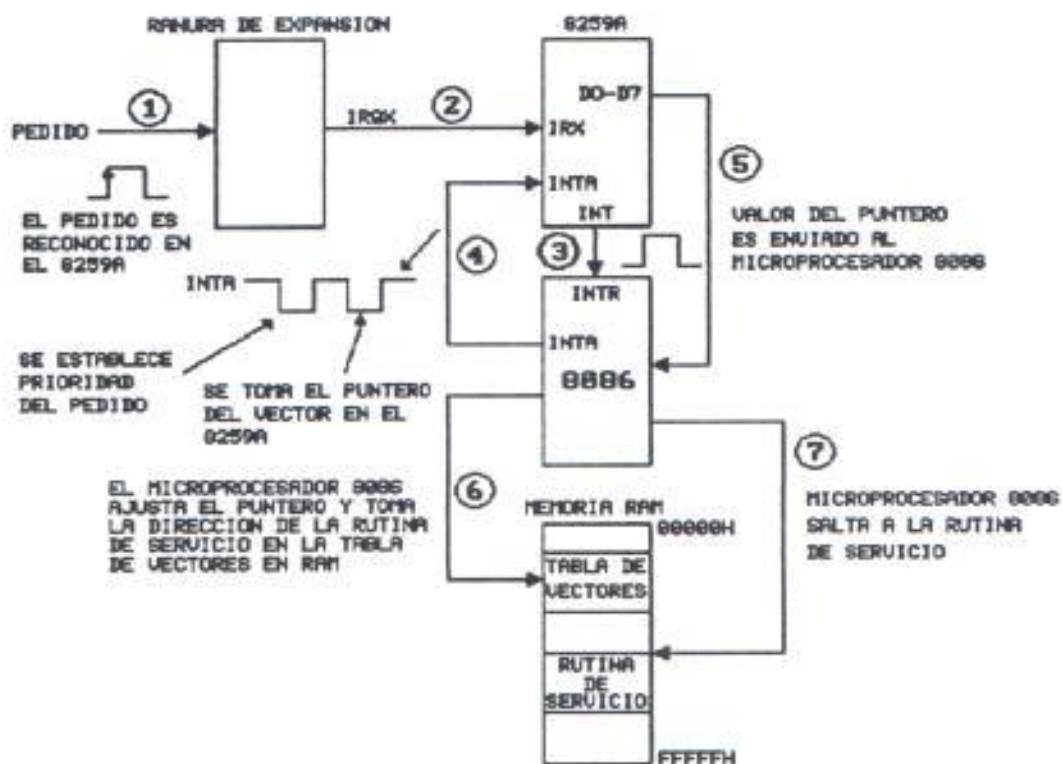 RANURA DE EXPANSION
8259A
1
2
D0-D7
PEDIDO
IRQX
IRX
5
INTA
EL PEDIDO ES
RECONOCIDO EN
EL 8259A
INT
VALOR DEL PUNTERO
ES ENVIADO AL
MICROPROCESADOR 8086
4
3
INTA
INTR
INTA
8086
SE ESTABLECE
PRIORIDAD
DEL PEDIDO
SE TOMA EL PUNTERO
DEL VECTOR EN EL
8259A
7
EL MICROPROCESADOR 8086
AJUSTA EL PUNTERO Y TOMA
LA DIRECCION DE LA RUTINA
DE SERVICIO EN LA TABLA
DE VECTORES EN RAM
6
MEMORIA RAM
00000H
MICROPROCESADOR 8086
SALTA A LA RUTINA
DE SERVICIO
TABLA DE
VECTORES
RUTINA
DE
SERVICIO
FFFFFH